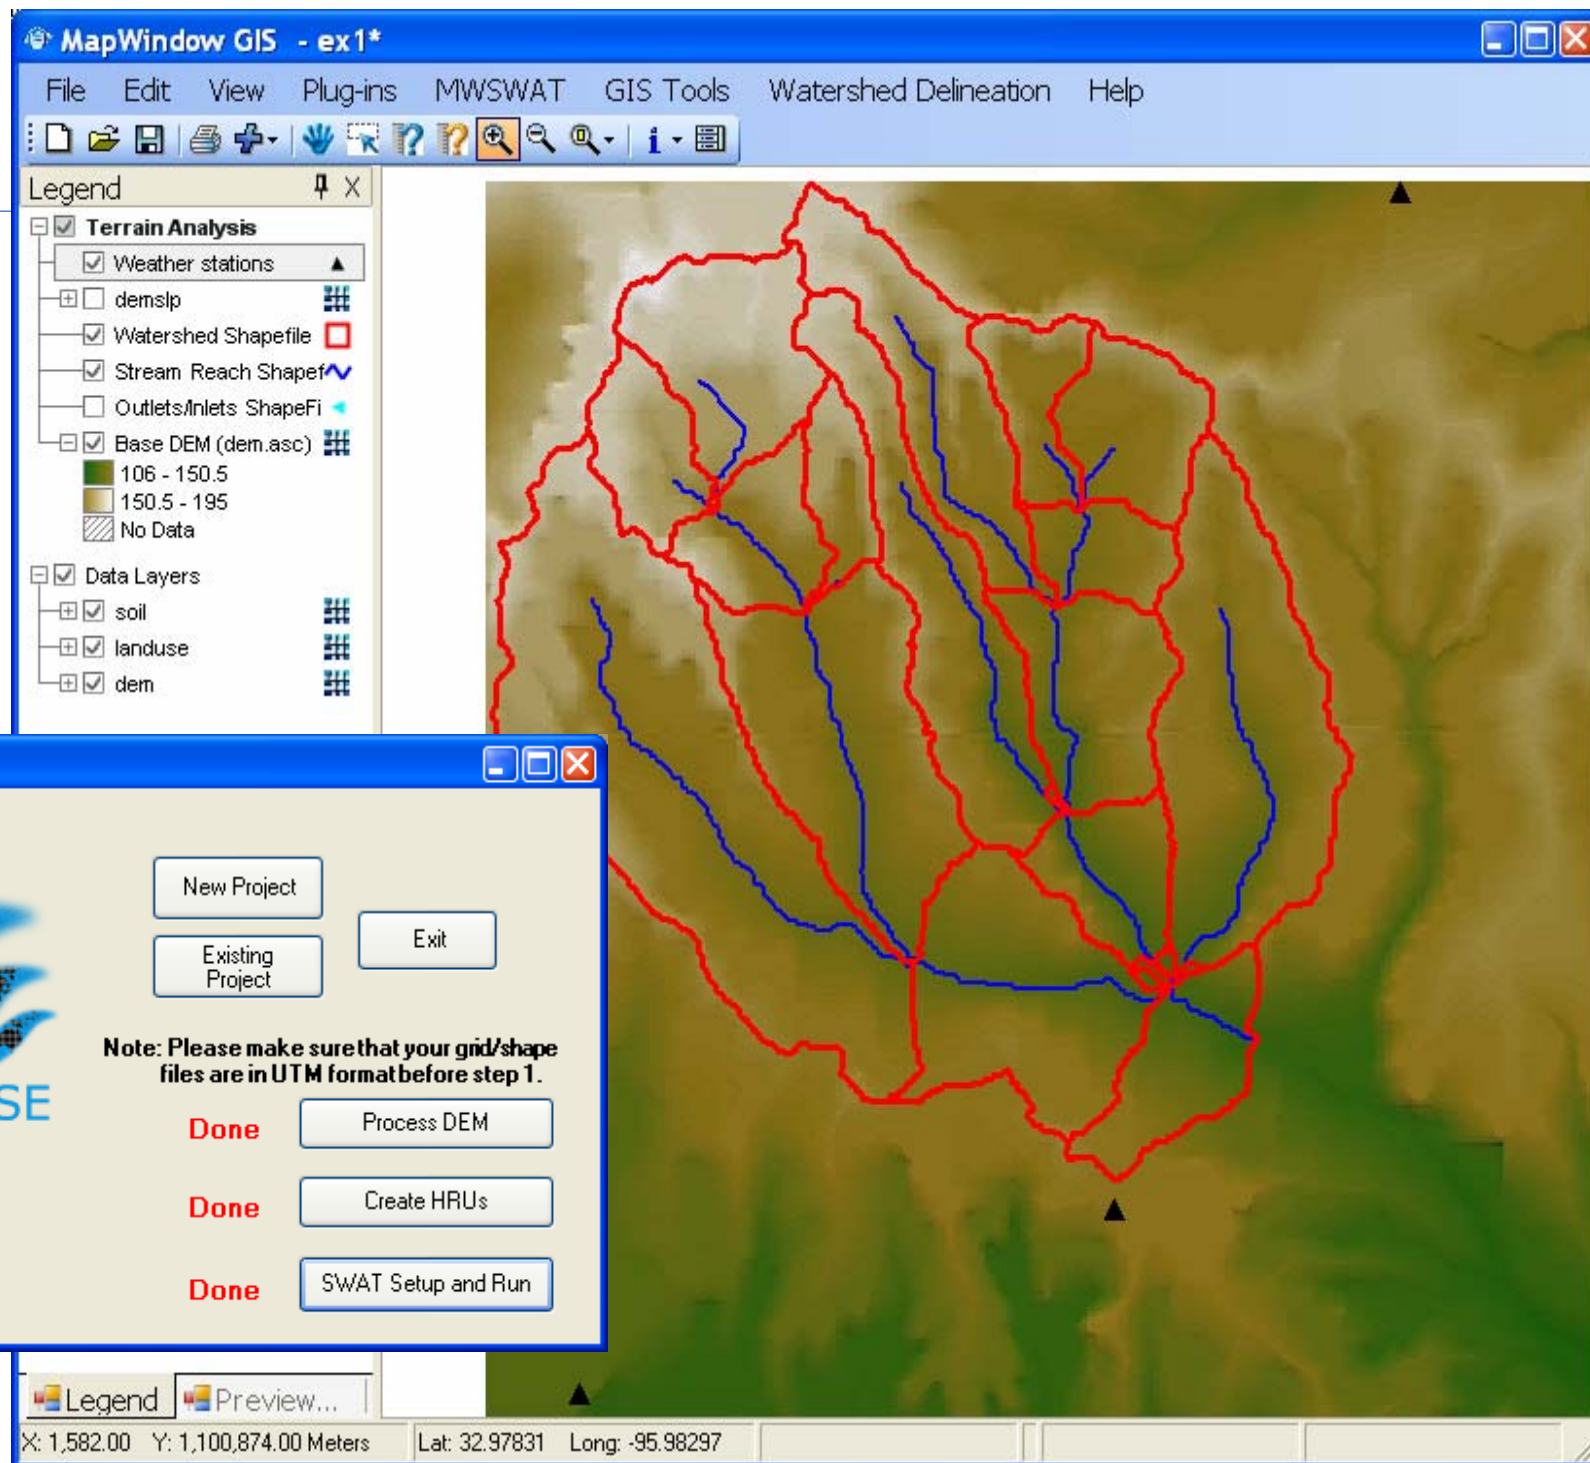 MapWindow GIS - ex1*
File Edit View Plug-ins MWSWAT GIS Tools Watershed Delineation Help
Legend
Terrain Analysis
Weather stations
demslp
Watershed Shapefile
Stream Reach Shapef
Outlets/Inlets ShapeFi
Base DEM (dem.asc)
106 - 150.5
150.5 - 195
No Data
Data Layers
soil
landuse
dem
New Project
Existing
Project
Exit
Note: Please make sure that your grid/shape
files are in UTM format before step 1.
SE
Done Process DEM
Done Create HRUs
Done SWAT Setup and Run
Legend Preview...
X: 1,582.00 Y: 1,100,874.00 Meters Lat: 32.97831 Long: -95.98297